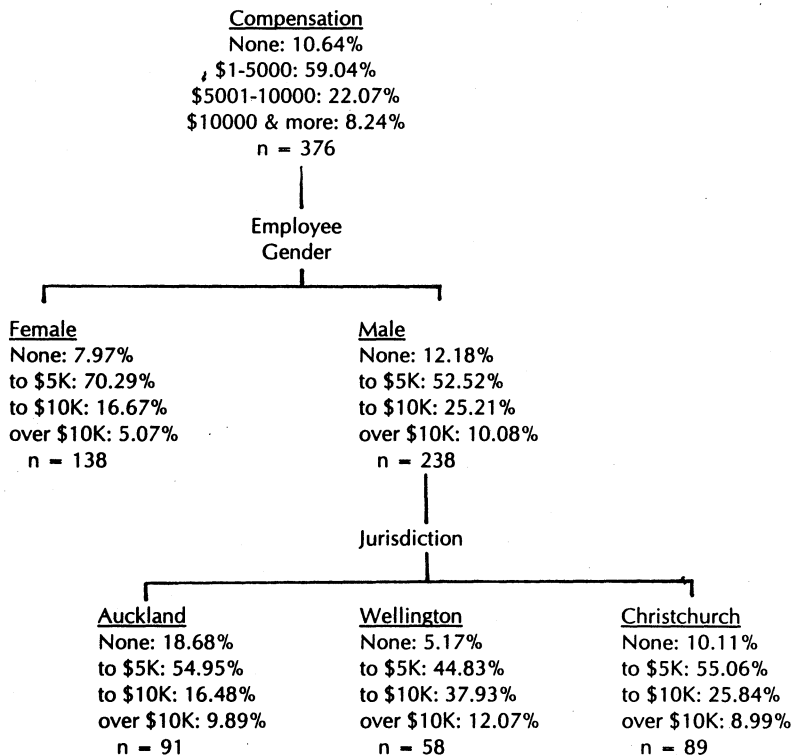 Compensation
None: 10.64%
$1-5000: 59.04%
$5001-10000: 22.07%
$10000 & more: 8.24%
n = 376
Employee
Gender
Female
None: 7.97%
to $5K: 70.29%
to $10K: 16.67%
over $10K: 5.07%
n = 138
Male
None: 12.18%
to $5K: 52.52%
to $10K: 25.21%
over $10K: 10.08%
n = 238
Jurisdiction
Auckland
None: 18.68%
to $5K: 54.95%
to $10K: 16.48%
over $10K: 9.89%
n = 91
Wellington
None: 5.17%
to $5K: 44.83%
to $10K: 37.93%
over $10K: 12.07%
n = 58
Christchurch
None: 10.11%
to $5K: 55.06%
to $10K: 25.84%
over $10K: 8.99%
n = 89